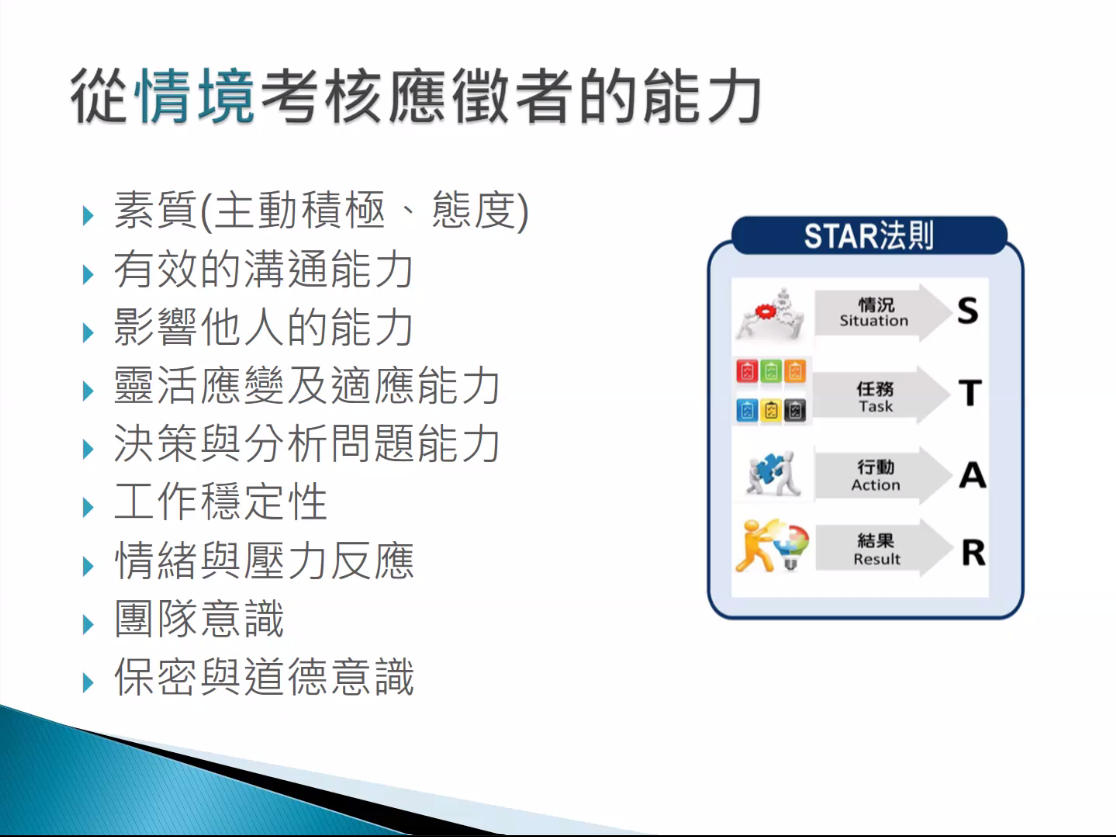 從情境考核應徵者的能力
素質(主動積極、態度)
有效的溝通能力
影響他人的能力
靈活應變及適應能力
決策與分析問題能力
工作穩定性
情緒與壓力反應
團隊意識
保密與道德意識
STAR法則
情況
Situation
S
任務
Task
T
行動
Action
A
結果
Result
R